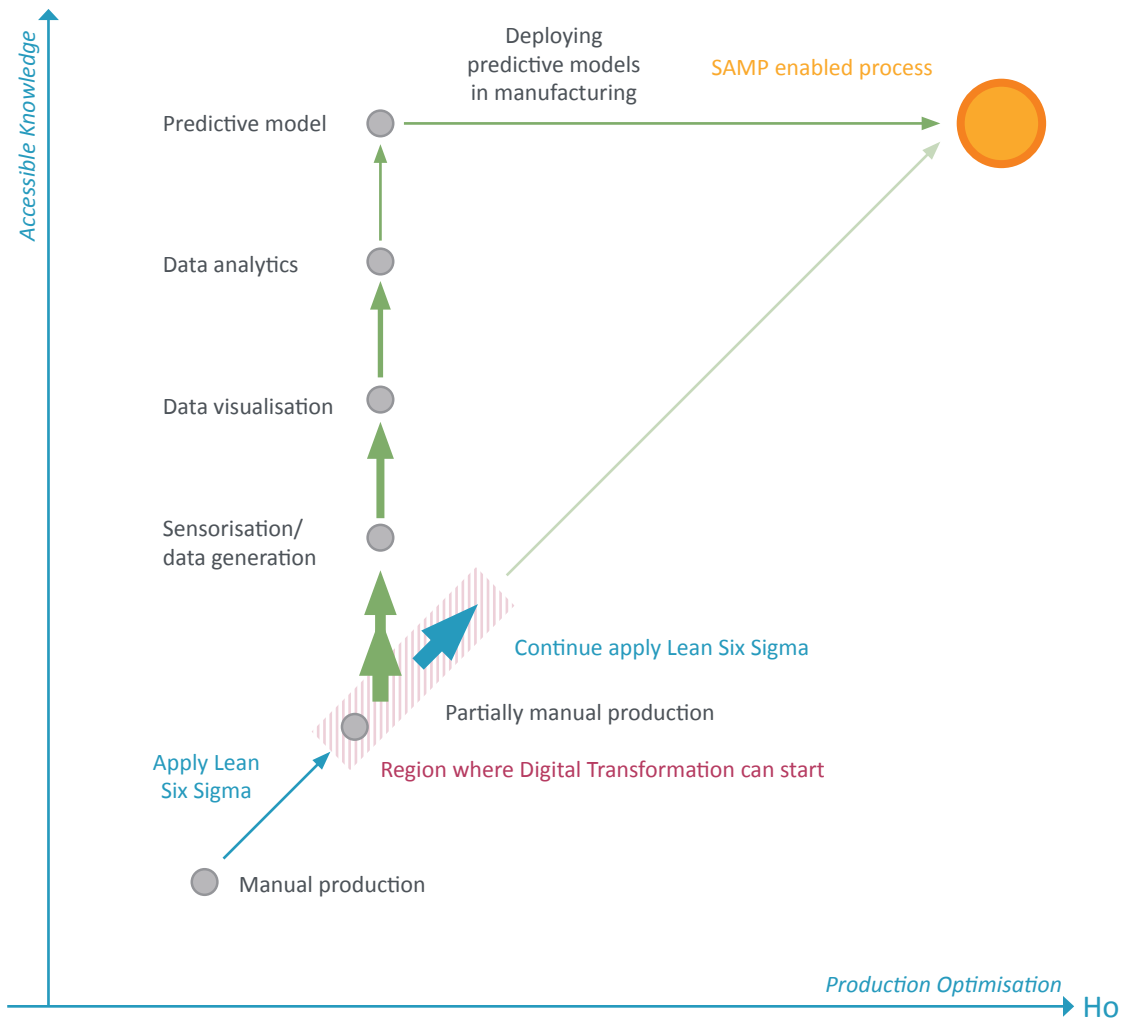 Accessible Knowledge
Deploying
predictive models
in manufacturing
SAMP enabled process
Predictive model
Data analytics
Data visualisation
Sensorisation/
data generation
Continue apply Lean Six Sigma
Partially manual production
Apply Lean
Six Sigma
Region where Digital Transformation can start
Manual production
Production Optimisation
Ho